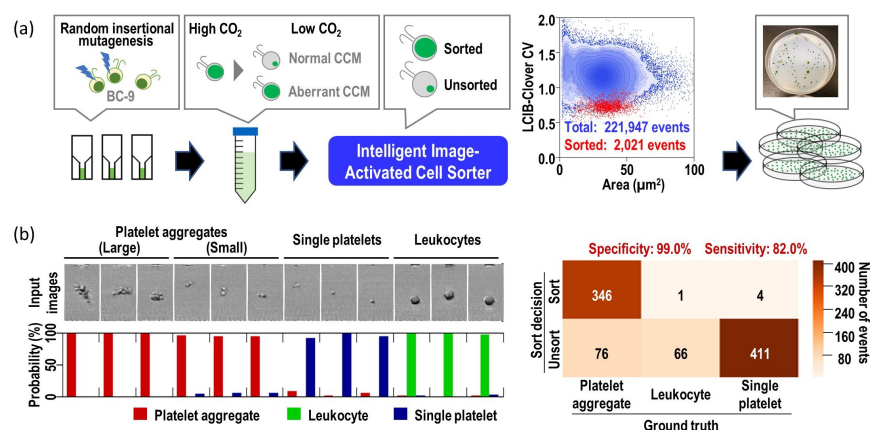 (a)
Random insertional
mutagenesis
BC-9
High CO₂
Low CO₂
Normal CCM
Aberrant CCM
Sorted
Unsorted
Intelligent Image-
Activated Cell Sorter
LCIB-Clover CV
2.0
1.5
1.0
0.5
0.0
Total: 221,947 events
Sorted: 2,021 events
0
50
100
Area (µm²)
(b)
Platelet aggregates
(Large)
(Small)
Single platelets
Leukocytes
Input
images
Probability (%)
100
50
0
Platelet aggregate
Leukocyte
Single platelet
Specificity: 99.0%
Sensitivity: 82.0%
Sort decision
Sort
Unsort
346
1
4
76
66
411
Platelet
aggregate
Leukocyte
Single
platelet
Ground truth
400
320
240
160
80
Number of events